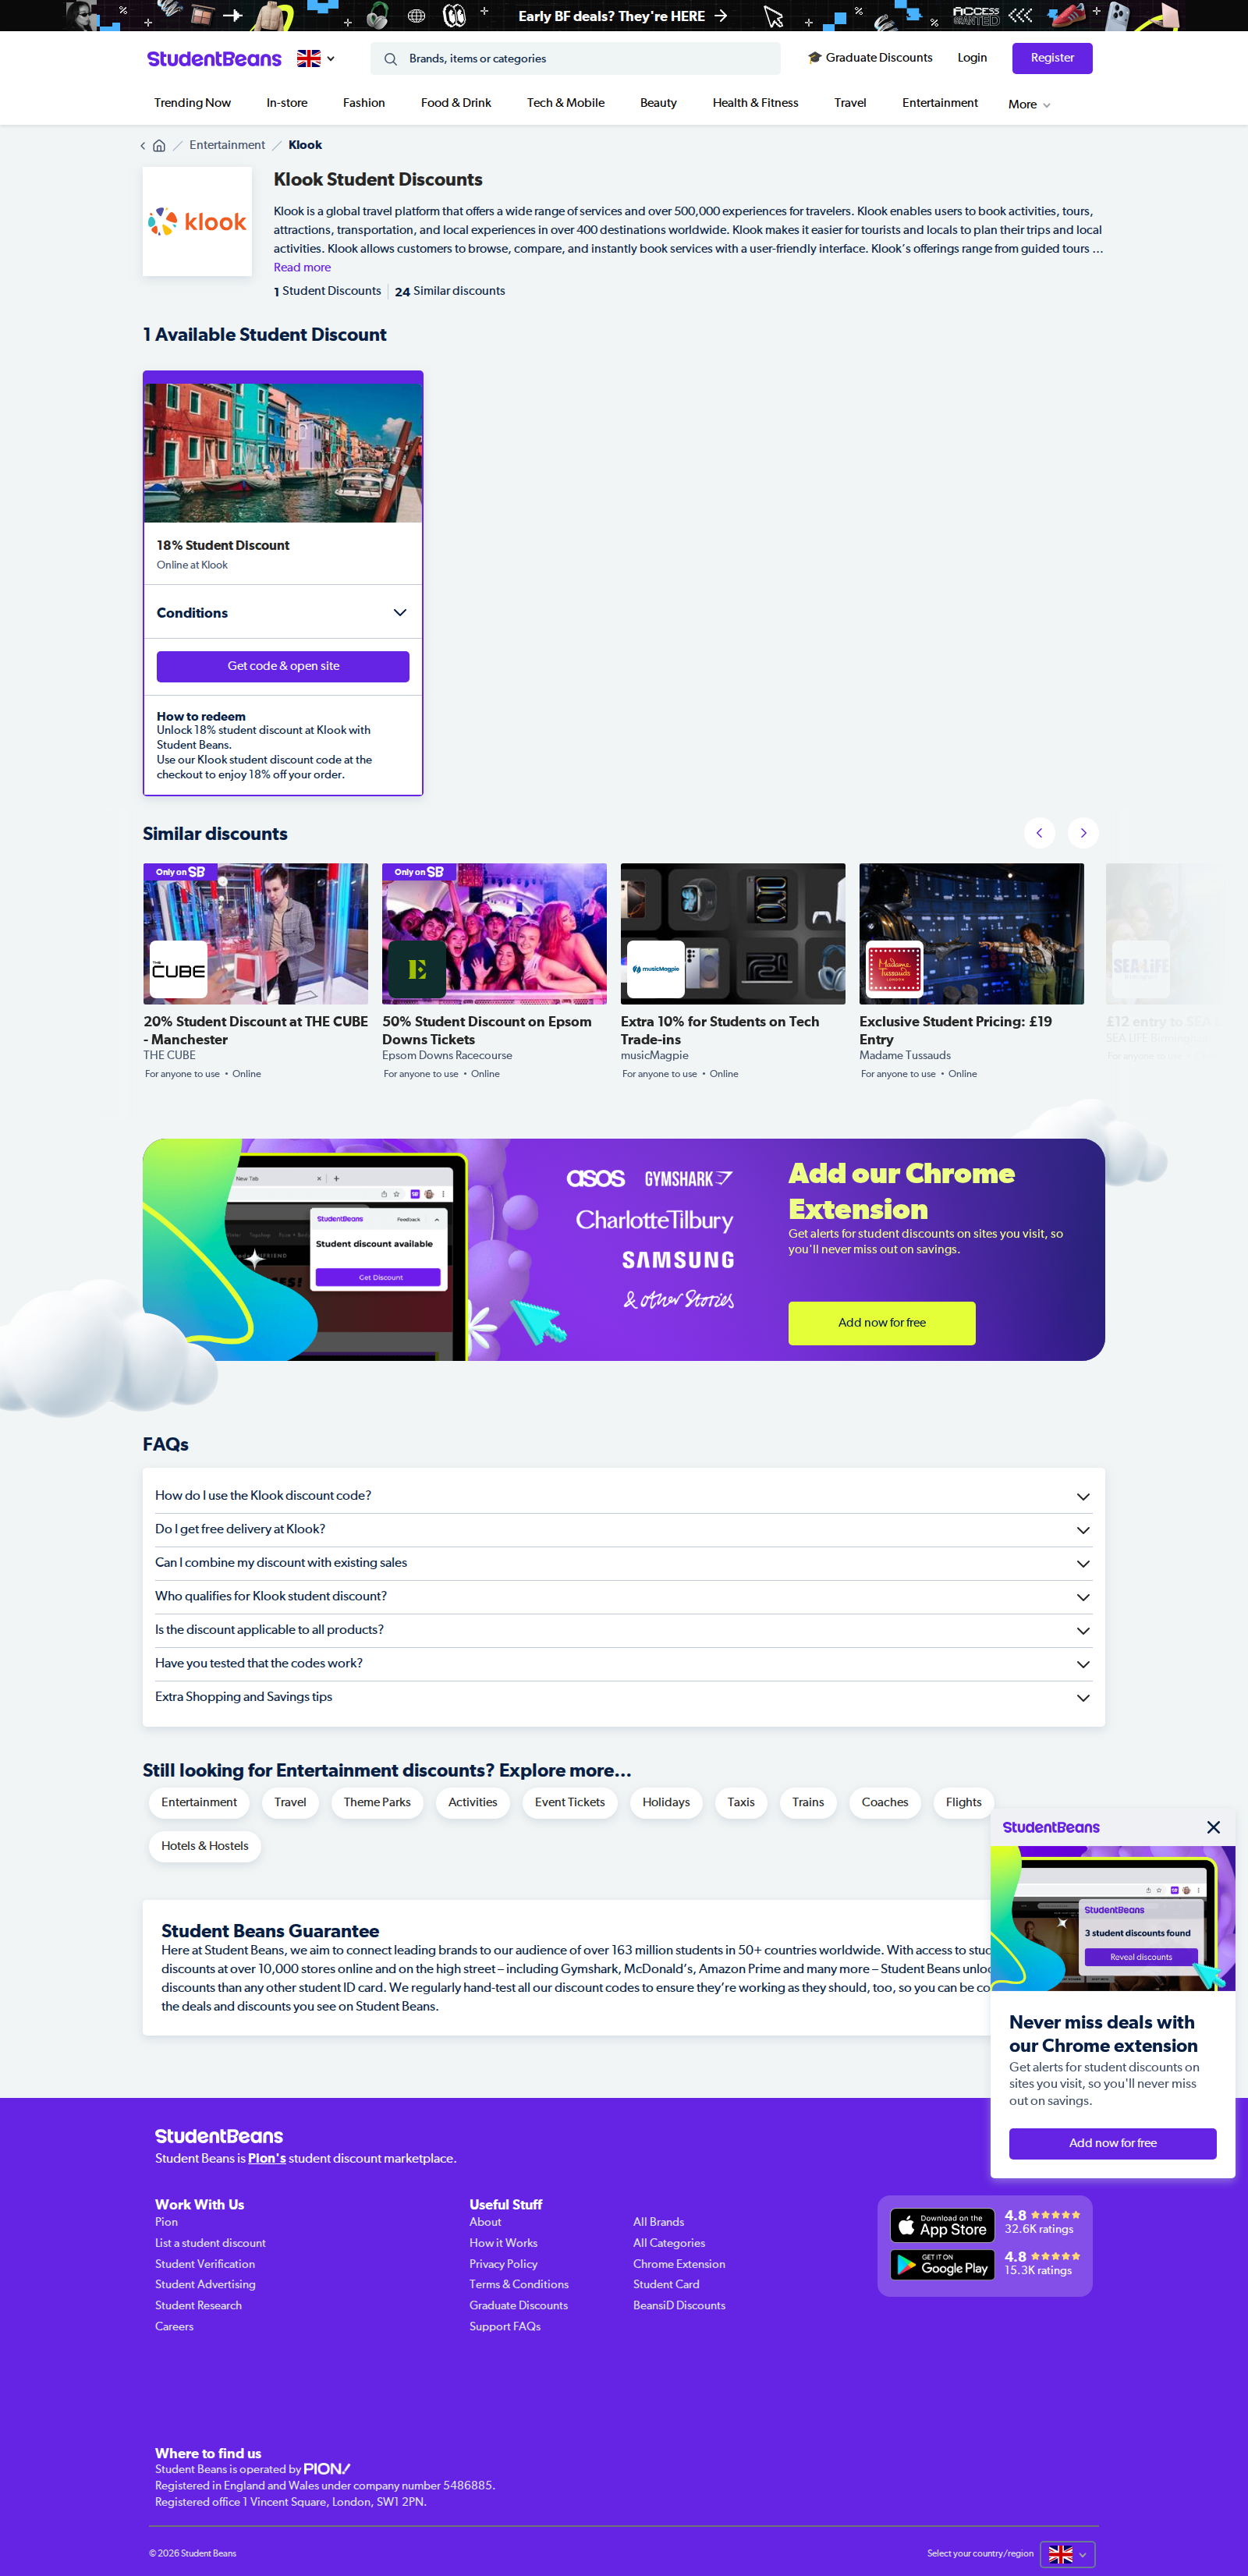 Early BF deals? They're HERE
ACCESS GRANTED
StudentBeans
Brands, items or categories
🎓 Graduate Discounts
Login
Register
Trending Now
In-store
Fashion
Food & Drink
Tech & Mobile
Beauty
Health & Fitness
Travel
Entertainment
More
Entertainment
Klook
klook
Klook Student Discounts
Klook is a global travel platform that offers a wide range of services and over 500,000 experiences for travelers. Klook enables users to book activities, tours,
attractions, transportation, and local experiences in over 400 destinations worldwide. Klook makes it easier for tourists and locals to plan their trips and local
activities. Klook allows customers to browse, compare, and instantly book services with a user-friendly interface. Klook's offerings range from guided tours ...
Read more
1 Student Discounts
24 Similar discounts
1 Available Student Discount
18% Student Discount
Online at Klook
Conditions
Get code & open site
How to redeem
Unlock 18% student discount at Klook with
Student Beans.
Use our Klook student discount code at the
checkout to enjoy 18% off your order.
Similar discounts
Only on SB
THE CUBE
20% Student Discount at THE CUBE
- Manchester
THE CUBE
For anyone to use • Online
Only on SB
E
50% Student Discount on Epsom
Downs Tickets
Epsom Downs Racecourse
For anyone to use • Online
musicMagpie
Extra 10% for Students on Tech
Trade-ins
musicMagpie
For anyone to use • Online
Madame Tussauds LONDON
Exclusive Student Pricing: £19
Entry
Madame Tussauds
For anyone to use • Online
SEA LIFE
£12 entry to SEA
New Tab
StudentBeans
Feedback
Student discount available
Get Discount
asos
GYMSHARK
Charlotte Tilbury
SAMSUNG
& other Stories
Add our Chrome
Extension
Get alerts for student discounts on sites you visit, so
you'll never miss out on savings.
Add now for free
FAQs
How do I use the Klook discount code?
Do I get free delivery at Klook?
Can I combine my discount with existing sales
Who qualifies for Klook student discount?
Is the discount applicable to all products?
Have you tested that the codes work?
Extra Shopping and Savings tips
Still looking for Entertainment discounts? Explore more...
Entertainment
Travel
Theme Parks
Activities
Event Tickets
Holidays
Taxis
Trains
Coaches
Flights
Hotels & Hostels
Student Beans Guarantee
Here at Student Beans, we aim to connect leading brands to our audience of over 163 million students in 50+ countries worldwide. With access to
discounts at over 10,000 stores online and on the high street – including Gymshark, McDonald's, Amazon Prime and many more – Student Beans
discounts than any other student ID card. We regularly hand-test all our discount codes to ensure they're working as they should, too, so you can be
the deals and discounts you see on Student Beans.
StudentBeans
StudentBeans
3 student discounts found
Reveal discounts
Never miss deals with
our Chrome extension
Get alerts for student discounts on
sites you visit, so you'll never miss
out on savings.
Add now for free
StudentBeans
Student Beans is Pion's student discount marketplace.
Work With Us
Pion
List a student discount
Student Verification
Student Advertising
Student Research
Careers
Useful Stuff
About
How it Works
Privacy Policy
Terms & Conditions
Graduate Discounts
Support FAQs
All Brands
All Categories
Chrome Extension
Student Card
BeansiD Discounts
Download on the
App Store
4.8
32.6K ratings
GET IT ON
Google Play
4.8
15.3K ratings
Where to find us
Student Beans is operated by PION!
Registered in England and Wales under company number 5486885.
Registered office 1 Vincent Square, London, SW1 2PN.
© 2026 Student Beans
Select your country/region